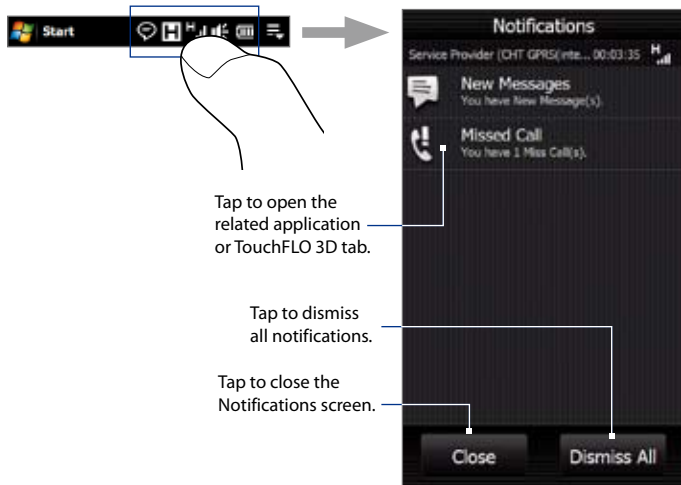 Start
H
Notifications
Service Provider (CHT GPRS(inte... 00:03:35 H
New Messages
You have New Message(s).
Missed Call
You have 1 Miss Call(s).
Tap to open the
related application
or TouchFLO 3D tab.
Tap to dismiss
all notifications.
Tap to close the
Notifications screen.
Close
Dismiss All